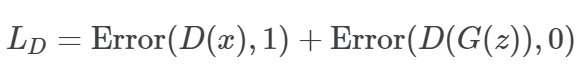 L_D = Error(D(x), 1) + Error(D(G(z)), 0)